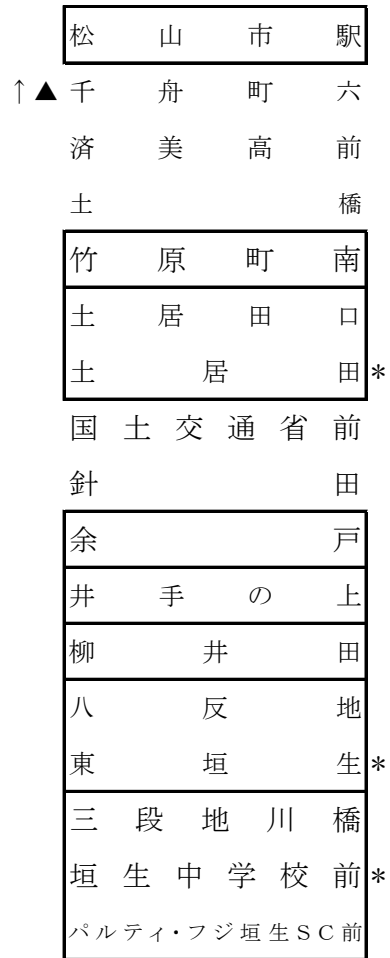 松山市駅
↑▲千舟町六
済美高前
土橋
竹原町南
土居田口
土居田*
国土交通省前
針田
余戸
井手の上
柳井田
八反地
東垣生*
三段地川橋
垣生中学校前*
パルティ・フジ垣生SC前